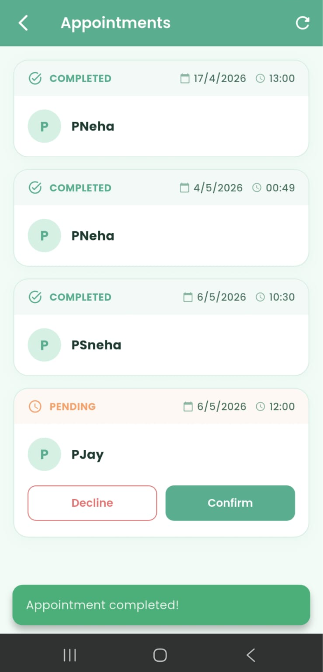 Appointments
COMPLETED 17/4/2026 13:00
P PNeha
COMPLETED 4/5/2026 00:49
P PNeha
COMPLETED 6/5/2026 10:30
P PSneha
PENDING 6/5/2026 12:00
P PJay
Decline Confirm
Appointment completed!